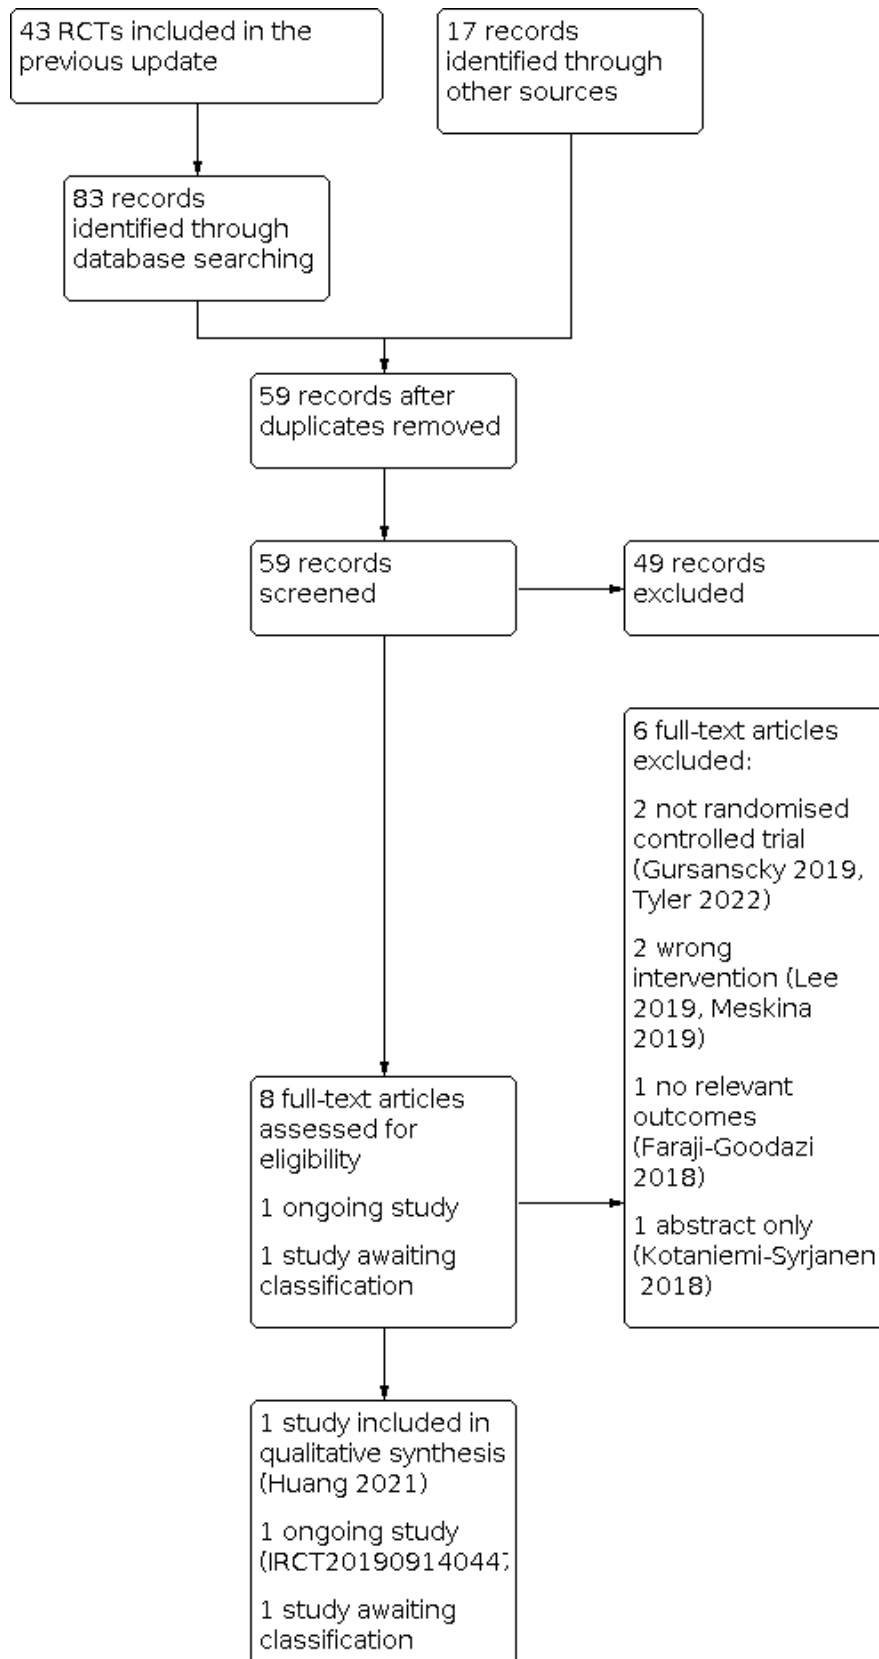 43 RCTs included in the
previous update
17 records
identified through
other sources
83 records
identified through
database searching
59 records after
duplicates removed
59 records
screened
49 records
excluded
6 full-text articles
excluded:
2 not randomised
controlled trial
(Gursanscky 2019,
Tyler 2022)
2 wrong
intervention (Lee
2019, Meskina
2019)
1 no relevant
outcomes
(Faraji-Goodazi
2018)
1 abstract only
(Kotaniemi-Syrjanen
2018)
8 full-text articles
assessed for
eligibility
1 ongoing study
1 study awaiting
classification
1 study included in
qualitative synthesis
(Huang 2021)
1 ongoing study
1 study awaiting
classification